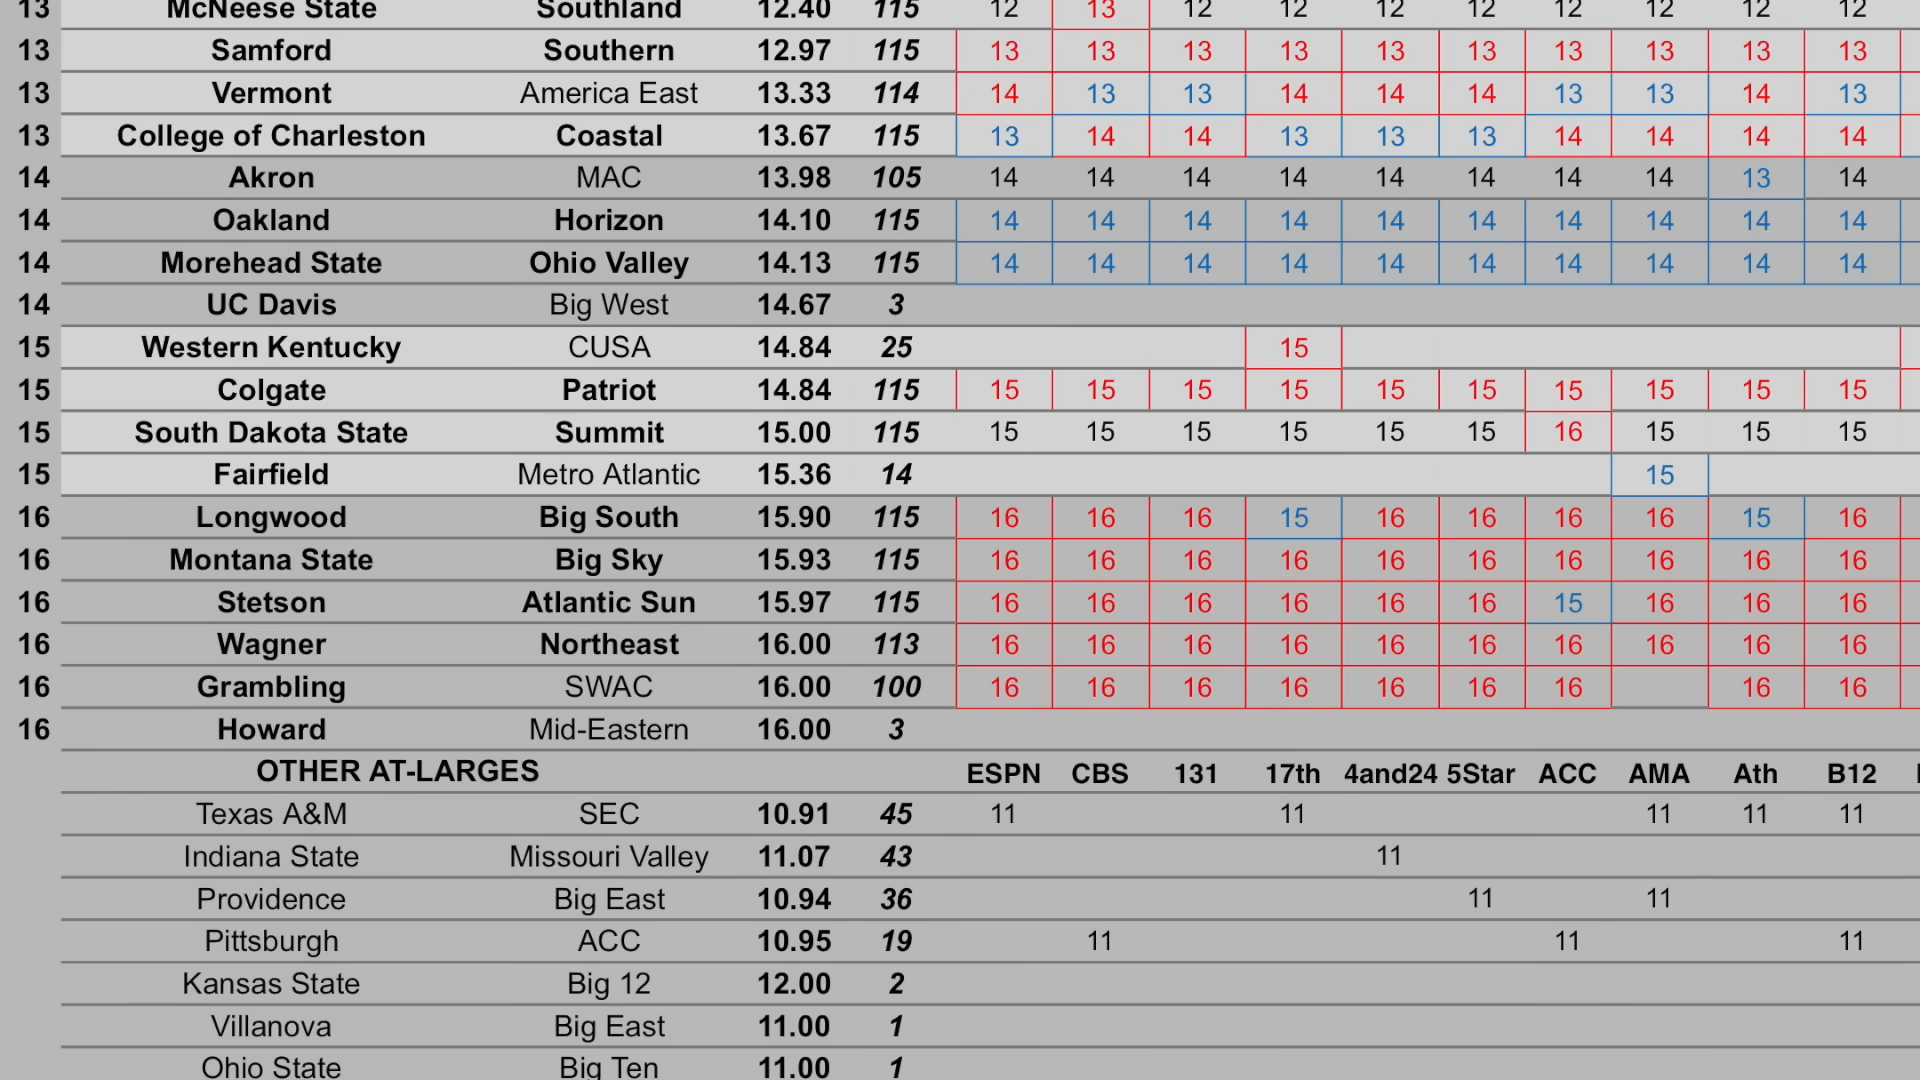 13 McNeese State Southland 12.40 115 12 13 12 12 12 12 12 12 12 12
13 Samford Southern 12.97 115 13 13 13 13 13 13 13 13 13 13
13 Vermont America East 13.33 114 14 13 13 14 14 14 13 13 14 13
13 College of Charleston Coastal 13.67 115 13 14 14 13 13 13 14 14 14 14
14 Akron MAC 13.98 105 14 14 14 14 14 14 14 14 13 14
14 Oakland Horizon 14.10 115 14 14 14 14 14 14 14 14 14 14
14 Morehead State Ohio Valley 14.13 115 14 14 14 14 14 14 14 14 14 14
14 UC Davis Big West 14.67 3
15 Western Kentucky CUSA 14.84 25 15
15 Colgate Patriot 14.84 115 15 15 15 15 15 15 15 15 15 15
15 South Dakota State Summit 15.00 115 15 15 15 15 15 15 16 15 15 15
15 Fairfield Metro Atlantic 15.36 14 15
16 Longwood Big South 15.90 115 16 16 16 15 16 16 16 16 15 16
16 Montana State Big Sky 15.93 115 16 16 16 16 16 16 16 16 16 16
16 Stetson Atlantic Sun 15.97 115 16 16 16 16 16 16 15 16 16 16
16 Wagner Northeast 16.00 113 16 16 16 16 16 16 16 16 16 16
16 Grambling SWAC 16.00 100 16 16 16 16 16 16 16 16 16
16 Howard Mid-Eastern 16.00 3
OTHER AT-LARGES ESPN CBS 131 17th 4and24 5Star ACC AMA Ath B12
Texas A&M SEC 10.91 45 11 11 11 11 11
Indiana State Missouri Valley 11.07 43 11
Providence Big East 10.94 36 11 11
Pittsburgh ACC 10.95 19 11 11 11
Kansas State Big 12 12.00 2
Villanova Big East 11.00 1
Ohio State Big Ten 11.00 1